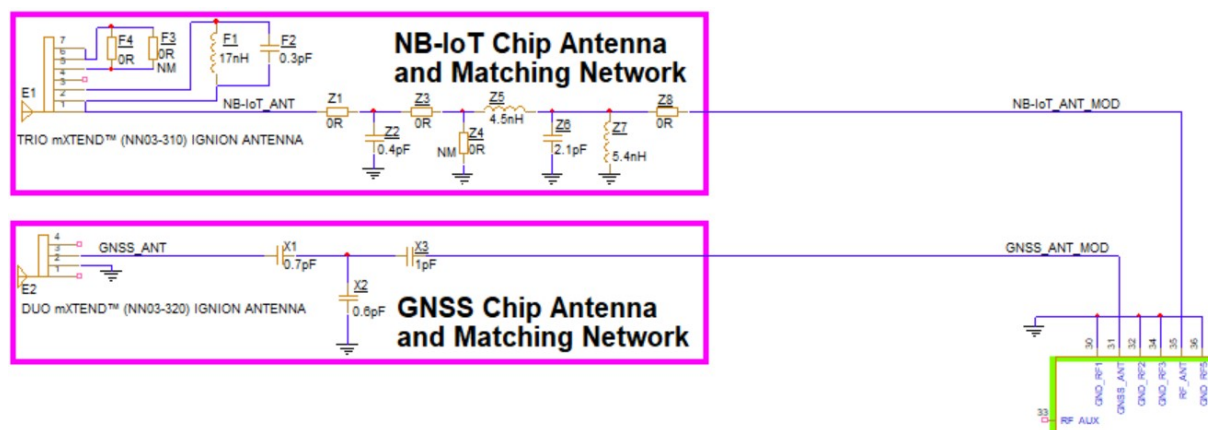 NB-IoT Chip Antenna
and Matching Network
7
6
5
4
3
2
1
F4
0R
F3
0R
NM
F1
17nH
F2
0.3pF
E1
NB-IoT_ANT
Z1
0R
Z2
0.4pF
Z3
0R
Z4
0R
NM
Z5
4.5nH
Z6
2.1pF
Z7
5.4nH
Z8
0R
NB-IoT_ANT_MOD
TRIO mXTEND™ (NN03-310) IGNION ANTENNA
4
3
2
1
GNSS_ANT
X1
0.7pF
X3
1pF
GNSS_ANT_MOD
E2
X2
0.6pF
DUO mXTEND™ (NN03-320) IGNION ANTENNA
GNSS Chip Antenna
and Matching Network
30
31
32
34
35
36
GND_RF1
GNSS_ANT
GND_RF2
GND_RF3
RF_ANT
GND_RF5
33
RF_AUX